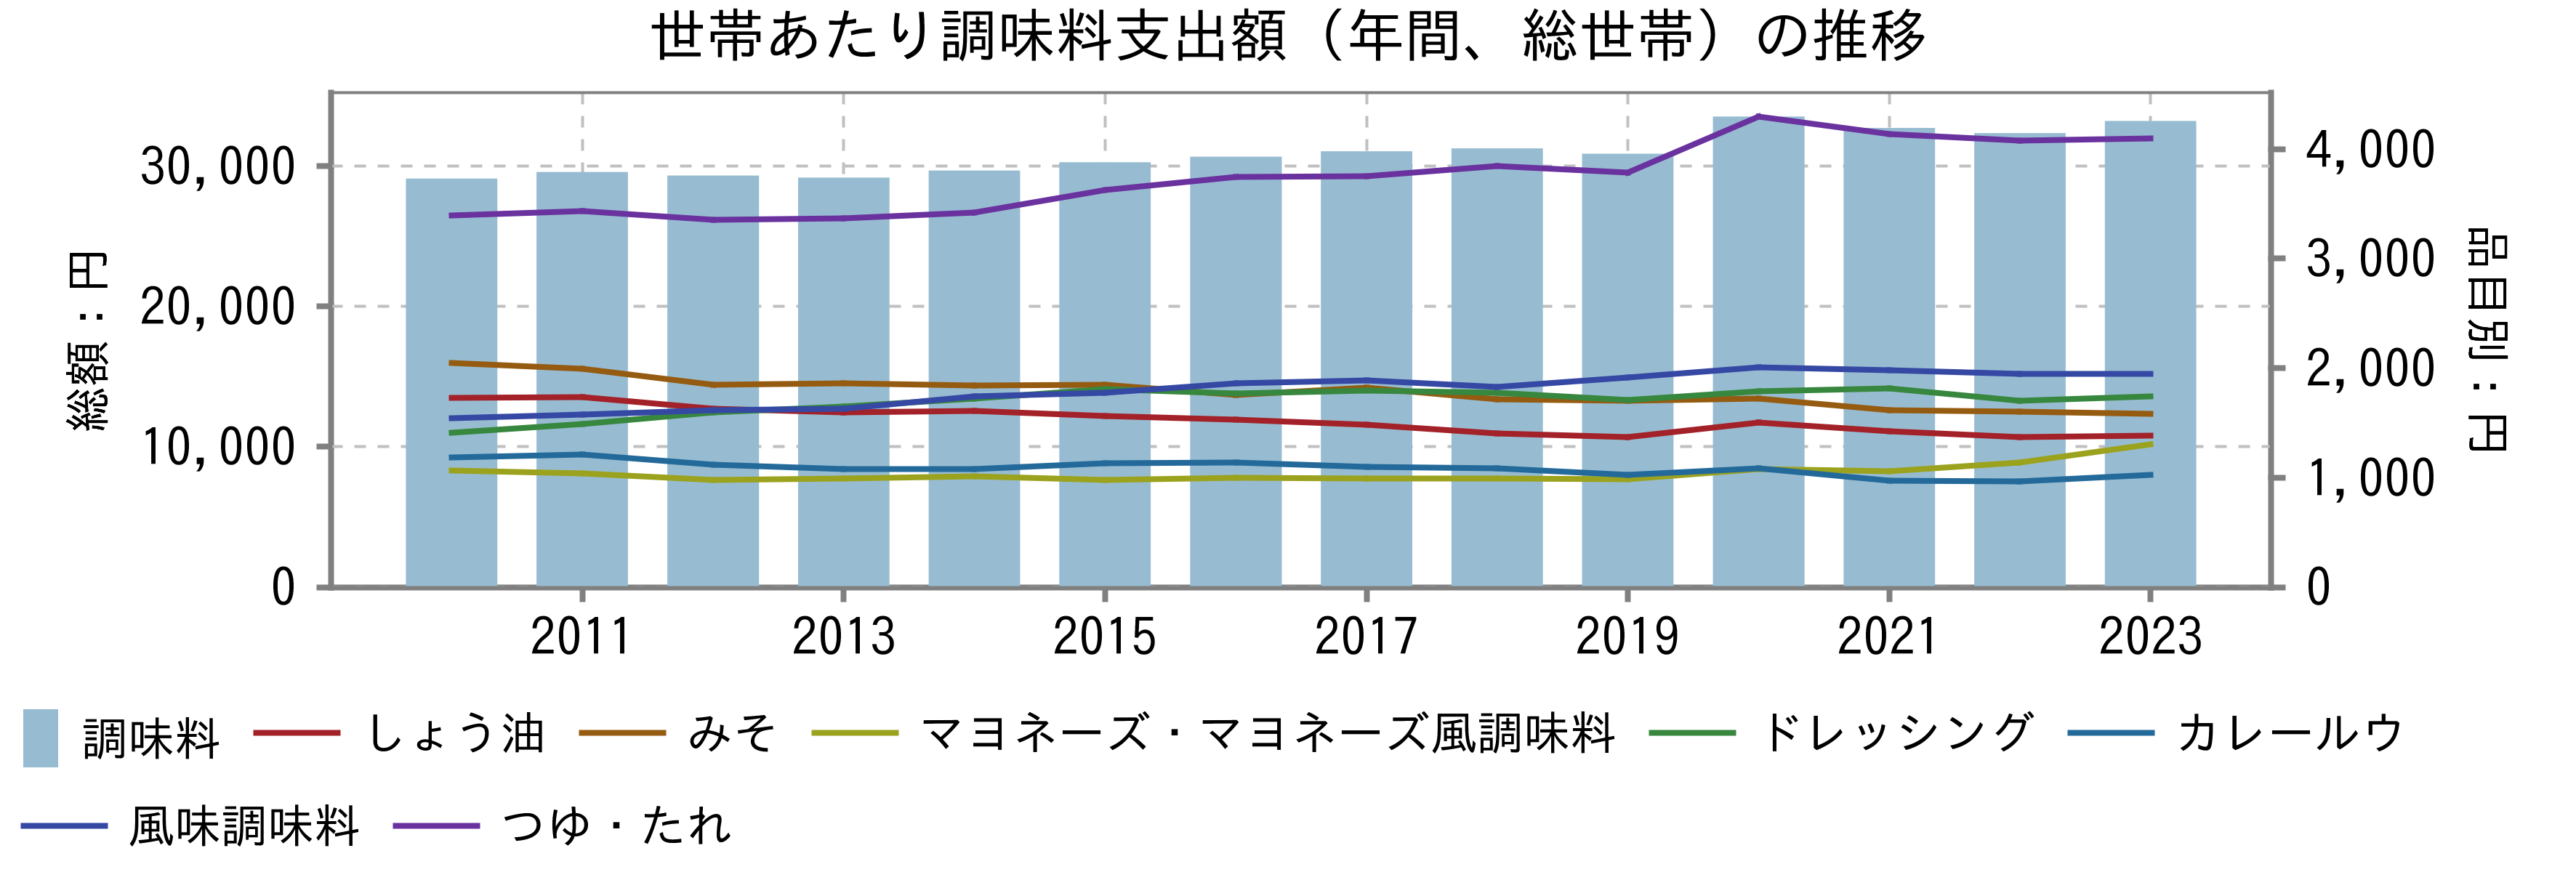 世帯あたり調味料支出額（年間、総世帯）の推移
総額：円
30,000
20,000
10,000
0
4,000
3,000
2,000
1,000
0
品目別：円
2011 2013 2015 2017 2019 2021 2023
調味料 しょう油 みそ マヨネーズ・マヨネーズ風調味料 ドレッシング カレールウ
風味調味料 つゆ・たれ